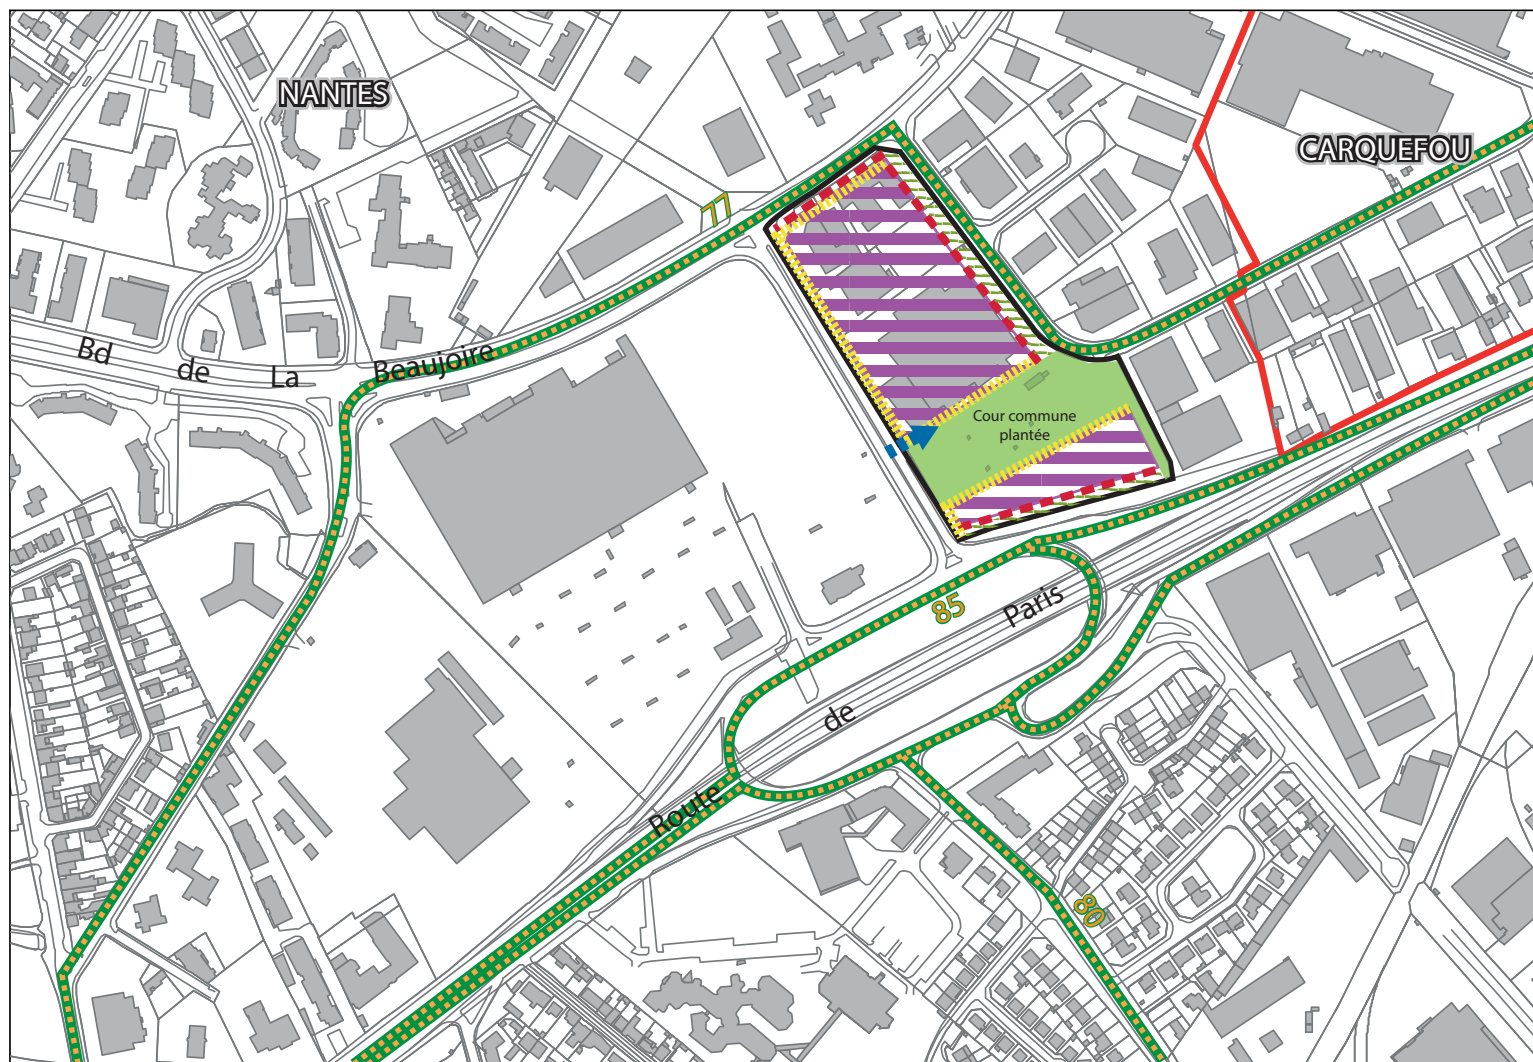 NANTES
CARQUEFOU
77
Bd de La Beaujoire
Cour commune
plantée
85
Route de Paris
80